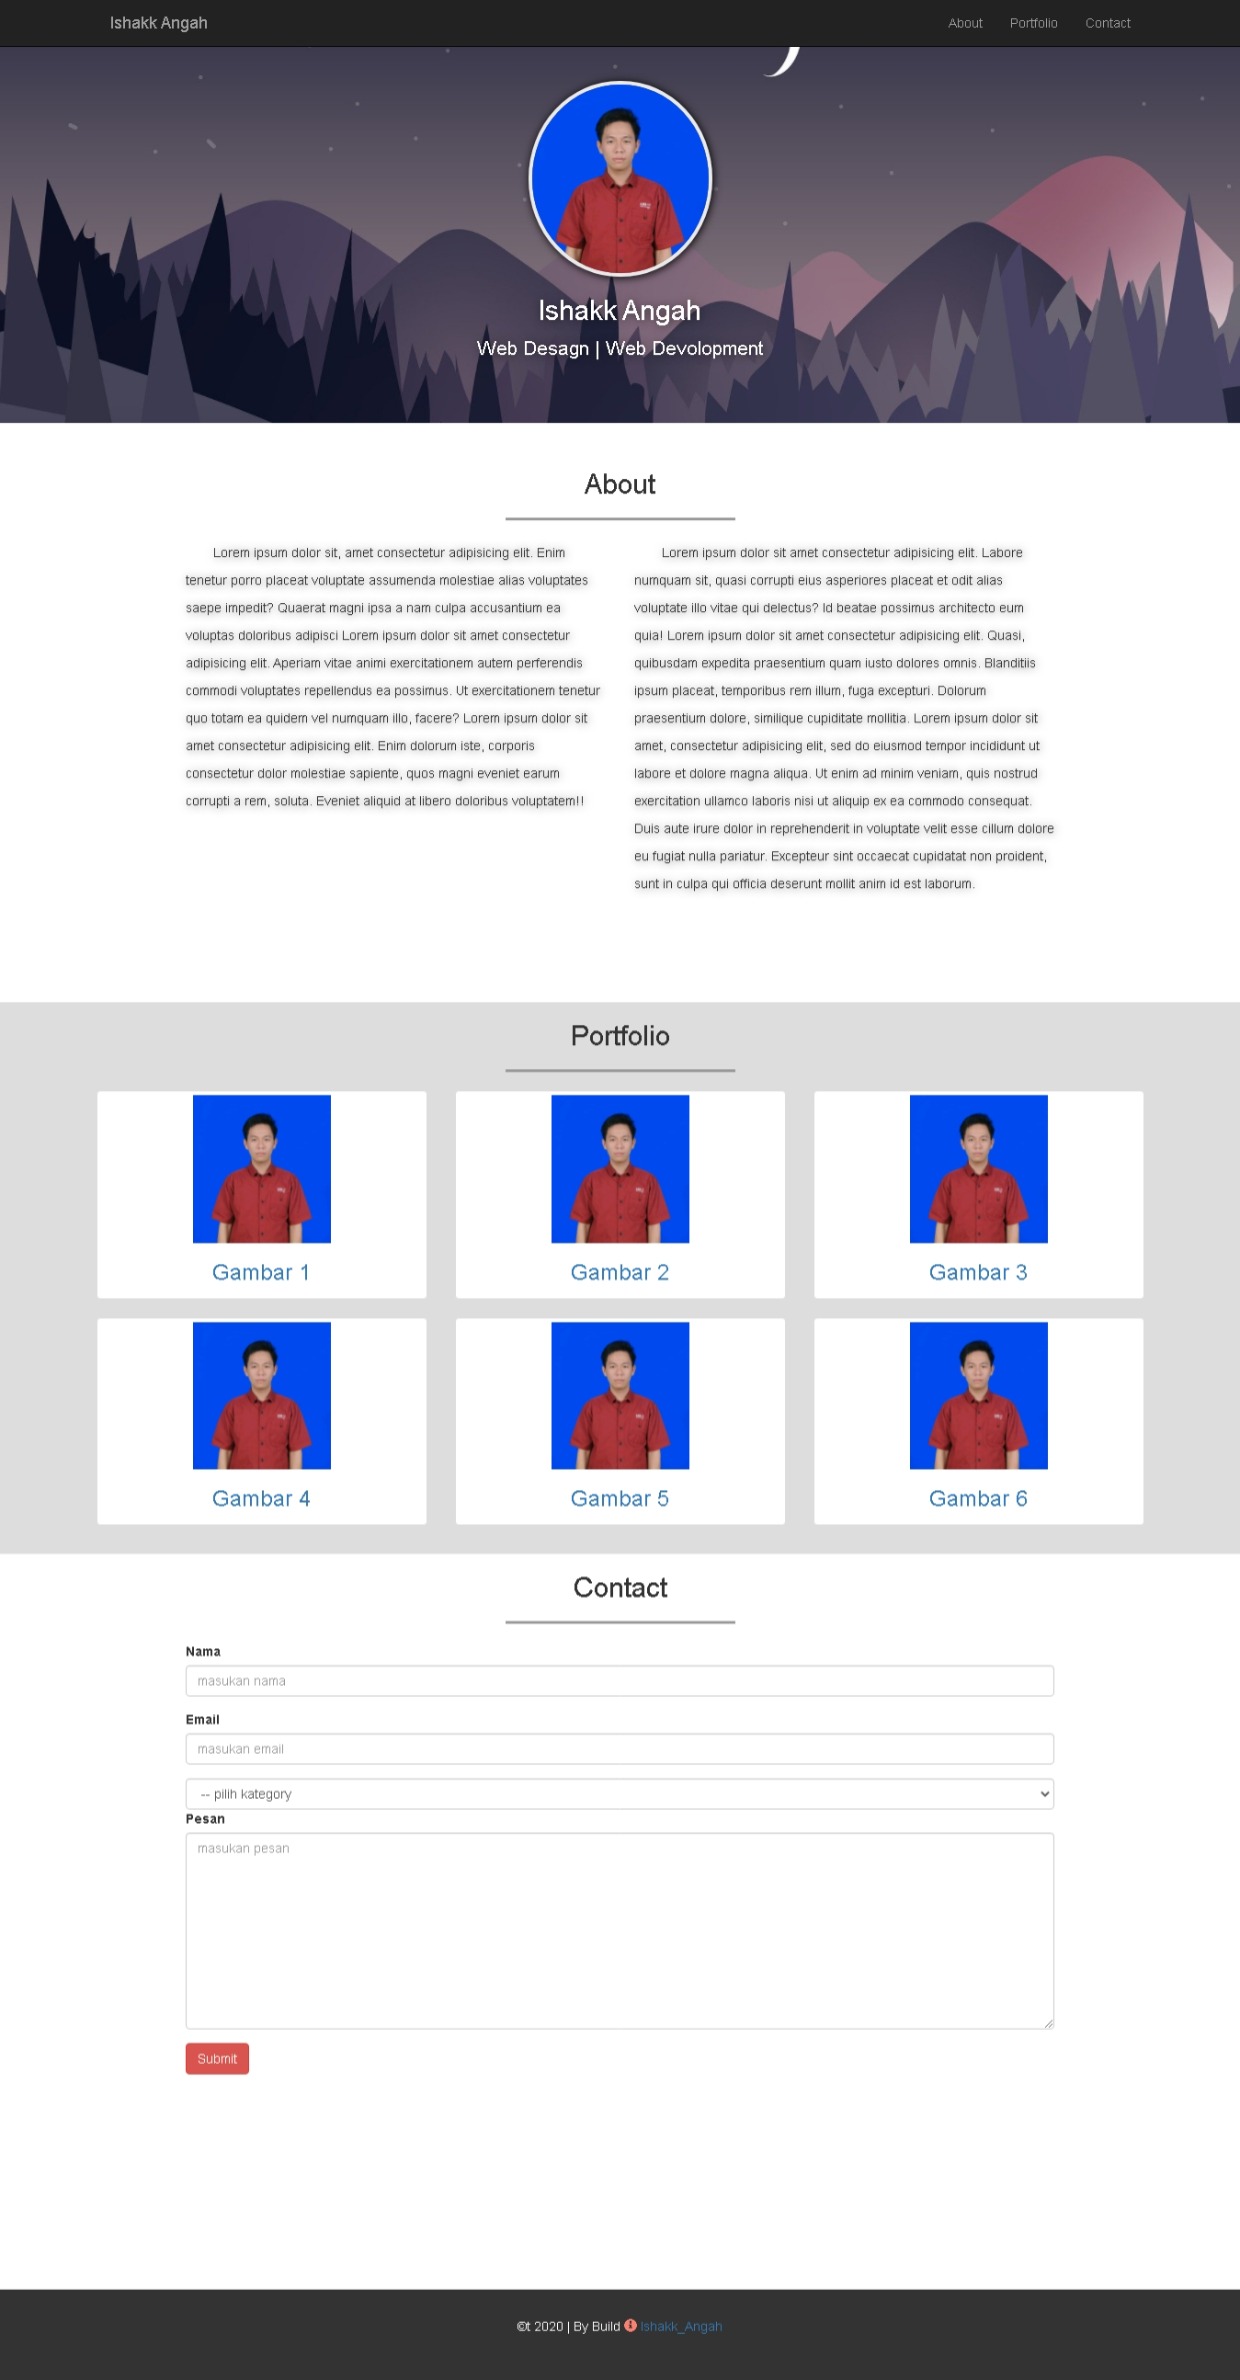 Ishakk Angah
About Portfolio Contact
Ishakk Angah
Web Desagn | Web Devolopment
About
Lorem ipsum dolor sit, amet consectetur adipisicing elit. Enim
tenetur porro placeat voluptate assumenda molestiae alias voluptates
saepe impedit? Quaerat magni ipsa a nam culpa accusantium ea
voluptas doloribus adipisci Lorem ipsum dolor sit amet consectetur
adipisicing elit. Aperiam vitae animi exercitationem autem perferendis
commodi voluptates repellendus ea possimus. Ut exercitationem tenetur
quo totam ea quidem vel numquam illo, facere? Lorem ipsum dolor sit
amet consectetur adipisicing elit. Enim dolorum iste, corporis
consectetur dolor molestiae sapiente, quos magni eveniet earum
corrupti a rem, soluta. Eveniet aliquid at libero doloribus voluptatem!!
Lorem ipsum dolor sit amet consectetur adipisicing elit. Labore
numquam sit, quasi corrupti eius asperiores placeat et odit alias
voluptate illo vitae qui delectus? Id beatae possimus architecto eum
quia! Lorem ipsum dolor sit amet consectetur adipisicing elit. Quasi,
quibusdam expedita praesentium quam iusto dolores omnis. Blanditiis
ipsum placeat, temporibus rem illum, fuga excepturi. Dolorum
praesentium dolore, similique cupiditate mollitia. Lorem ipsum dolor sit
amet, consectetur adipisicing elit, sed do eiusmod tempor incididunt ut
labore et dolore magna aliqua. Ut enim ad minim veniam, quis nostrud
exercitation ullamco laboris nisi ut aliquip ex ea commodo consequat.
Duis aute irure dolor in reprehenderit in voluptate velit esse cillum dolore
eu fugiat nulla pariatur. Excepteur sint occaecat cupidatat non proident,
sunt in culpa qui officia deserunt mollit anim id est laborum.
Portfolio
Gambar 1
Gambar 2
Gambar 3
Gambar 4
Gambar 5
Gambar 6
Contact
Nama
masukan nama
Email
masukan email
-- pilih kategory
Pesan
masukan pesan
Submit
©t 2020 | By Build Ishakk_Angah